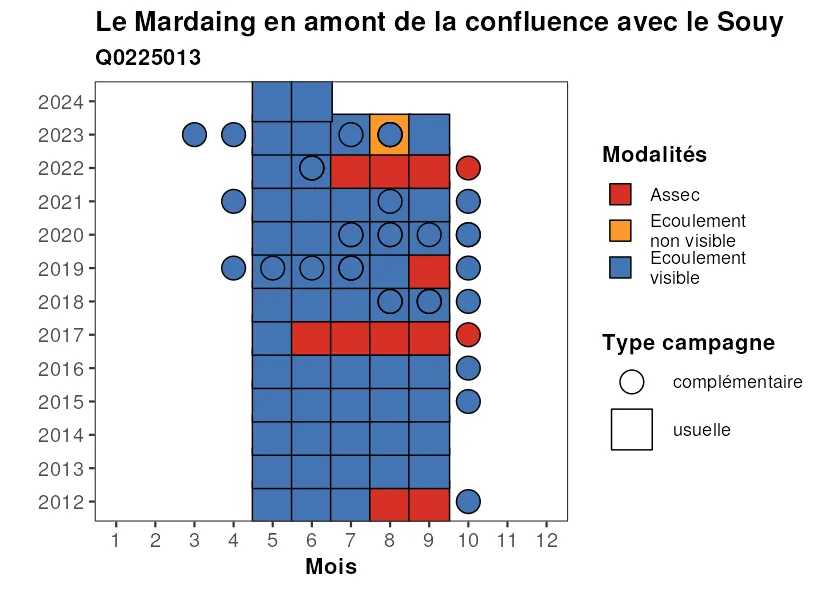 Le Mardaing en amont de la confluence avec le Souy
Q0225013
2024
2023
2022
2021
2020
2019
2018
2017
2016
2015
2014
2013
2012
1 2 3 4 5 6 7 8 9 10 11 12
Mois
Modalités
Assec
Ecoulement
non visible
Ecoulement
visible
Type campagne
complémentaire
usuelle